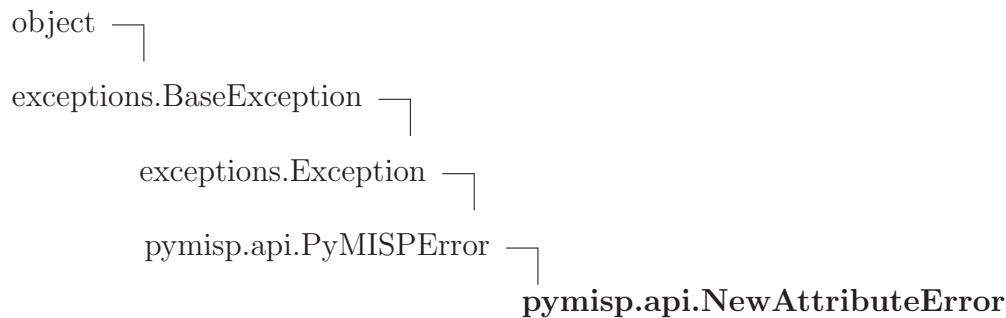 object
exceptions.BaseException
exceptions.Exception
pymisp.api.PyMISPError
pymisp.api.NewAttributeError